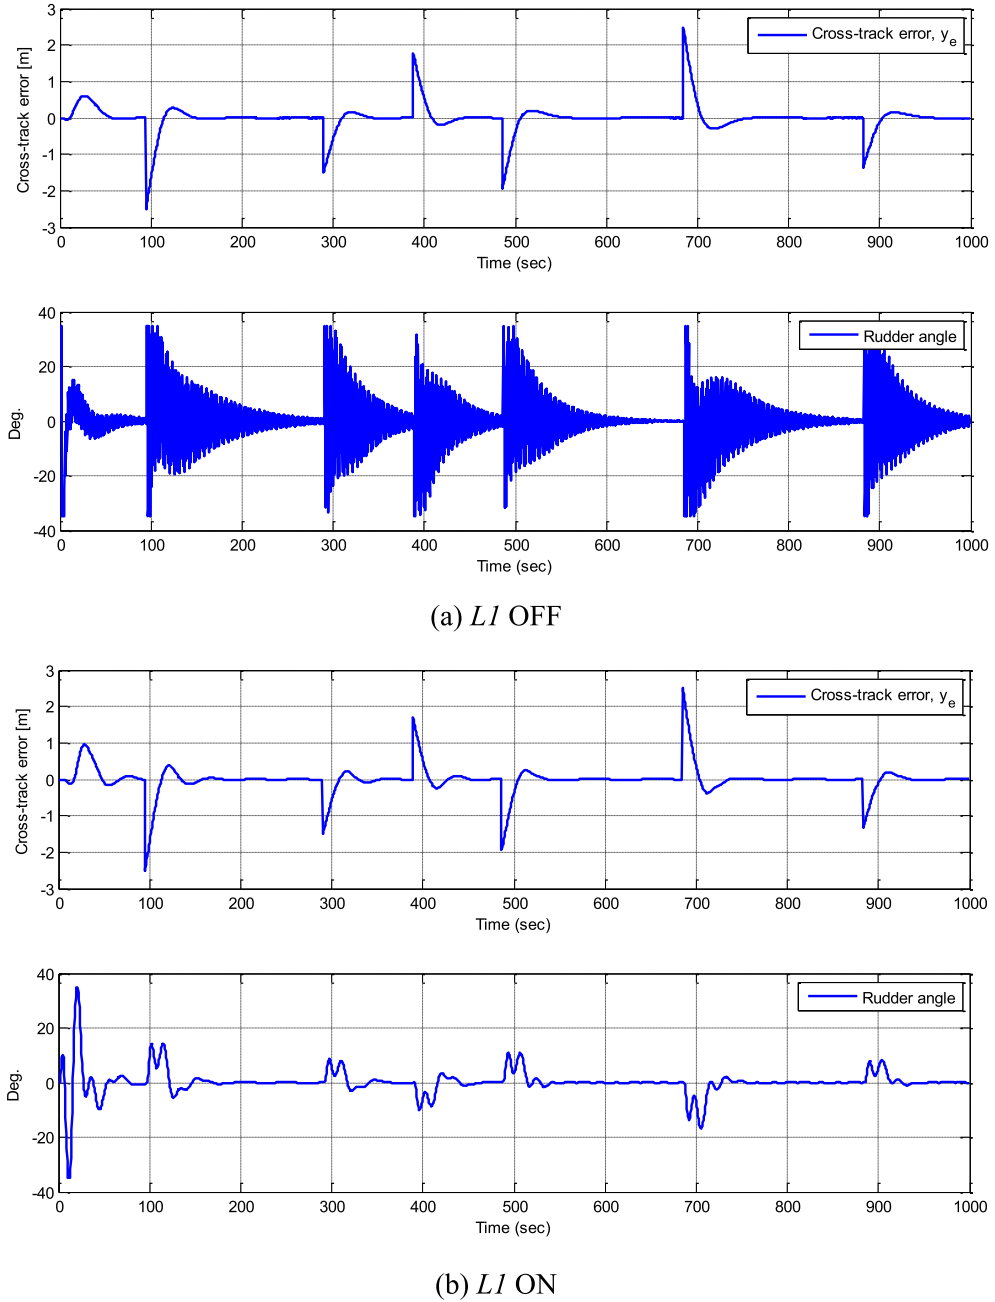 3
2
1
0
-1
-2
-3
Cross-track error [m]
Cross-track error, y_e
0 100 200 300 400 500 600 700 800 900 1000
Time (sec)
40
20
0
-20
-40
Deg.
Rudder angle
0 100 200 300 400 500 600 700 800 900 1000
Time (sec)
(a) L1 OFF
3
2
1
0
-1
-2
-3
Cross-track error [m]
Cross-track error, y_e
0 100 200 300 400 500 600 700 800 900 1000
Time (sec)
40
20
0
-20
-40
Deg.
Rudder angle
0 100 200 300 400 500 600 700 800 900 1000
Time (sec)
(b) L1 ON